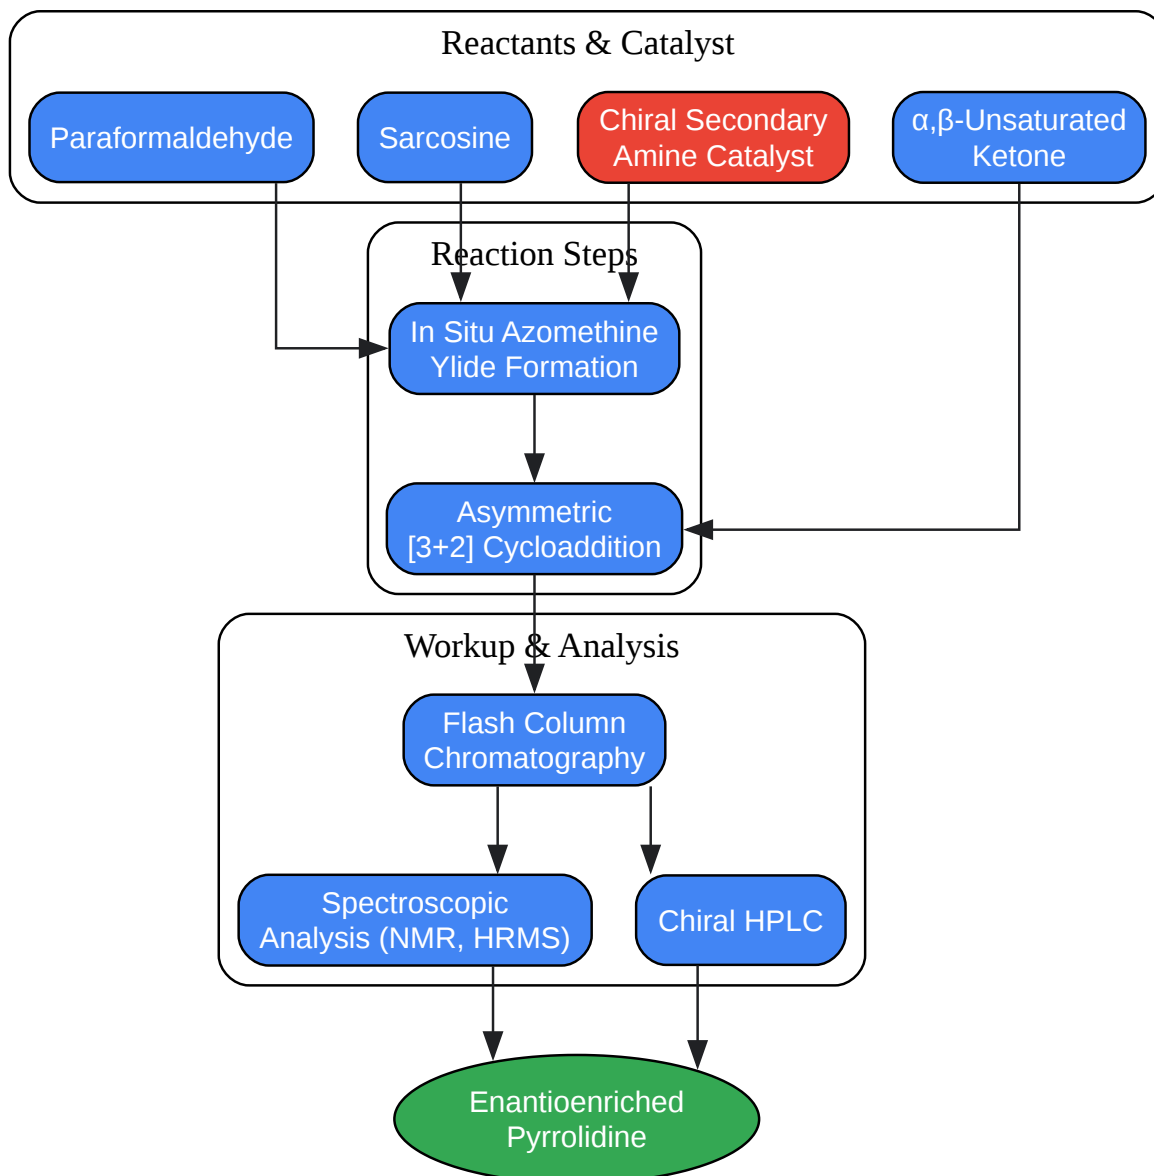 Reactants & Catalyst
Paraformaldehyde
Sarcosine
Chiral Secondary
Amine Catalyst
α,β-Unsaturated
Ketone
Reaction Steps
In Situ Azomethine
Ylide Formation
Asymmetric
[3+2] Cycloaddition
Workup & Analysis
Flash Column
Chromatography
Spectroscopic
Analysis (NMR, HRMS)
Chiral HPLC
Enantioenriched
Pyrrolidine